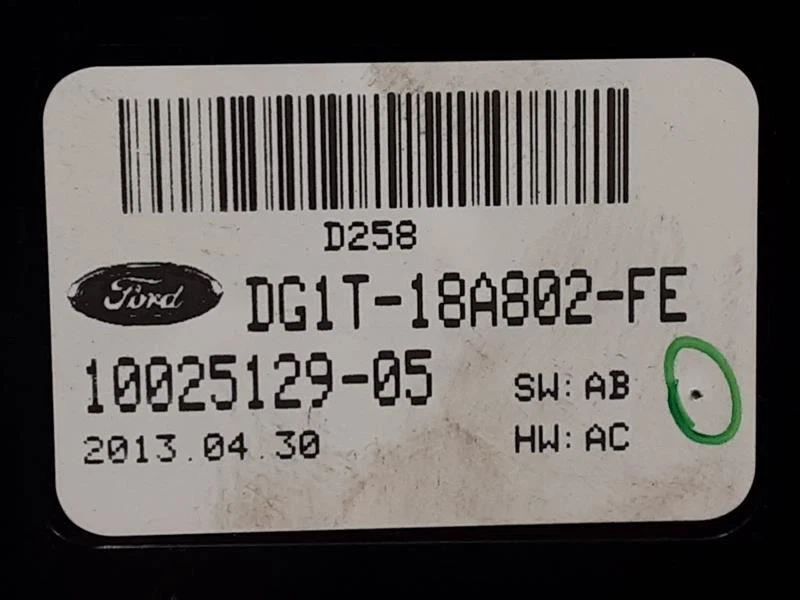 D258
Ford DG1T-18A802-FE
10025129-05 SW: AB
2013.04.30 HW: AC